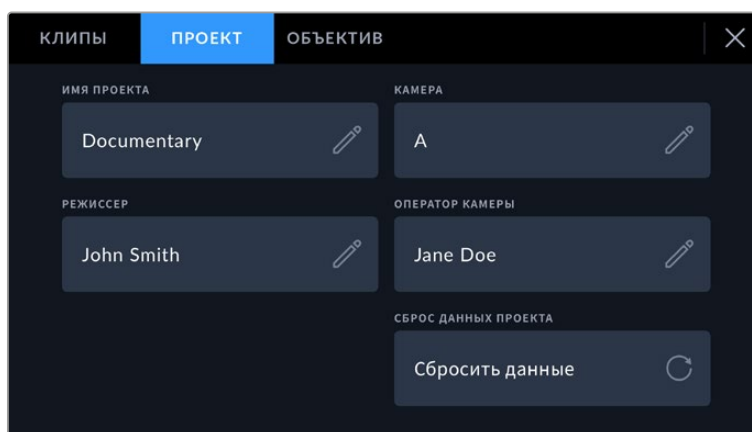 КЛИПЫ ПРОЕКТ ОБЪЕКТИВ
ИМЯ ПРОЕКТА КАМЕРА
Documentary A
РЕЖИССЕР ОПЕРАТОР КАМЕРЫ
John Smith Jane Doe
СБРОС ДАННЫХ ПРОЕКТА
Сбросить данные